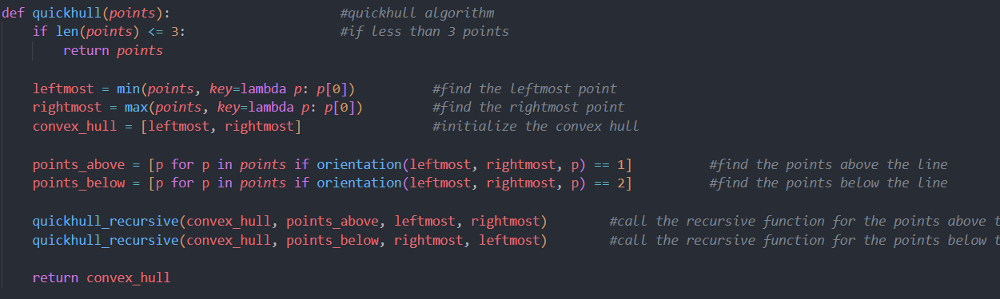 def quickhull(points):                      #quickhull algorithm
    if len(points) <= 3:                    #if less than 3 points
        return points
    leftmost = min(points, key=lambda p: p[0])          #find the leftmost point
    rightmost = max(points, key=lambda p: p[0])         #find the rightmost point
    convex_hull = [leftmost, rightmost]                 #initialize the convex hull
    points_above = [p for p in points if orientation(leftmost, rightmost, p) == 1]          #find the points above the line
    points_below = [p for p in points if orientation(leftmost, rightmost, p) == 2]          #find the points below the line
    quickhull_recursive(convex_hull, points_above, leftmost, rightmost)        #call the recursive function for the points above
    quickhull_recursive(convex_hull, points_below, rightmost, leftmost)        #call the recursive function for the points below
    return convex_hull